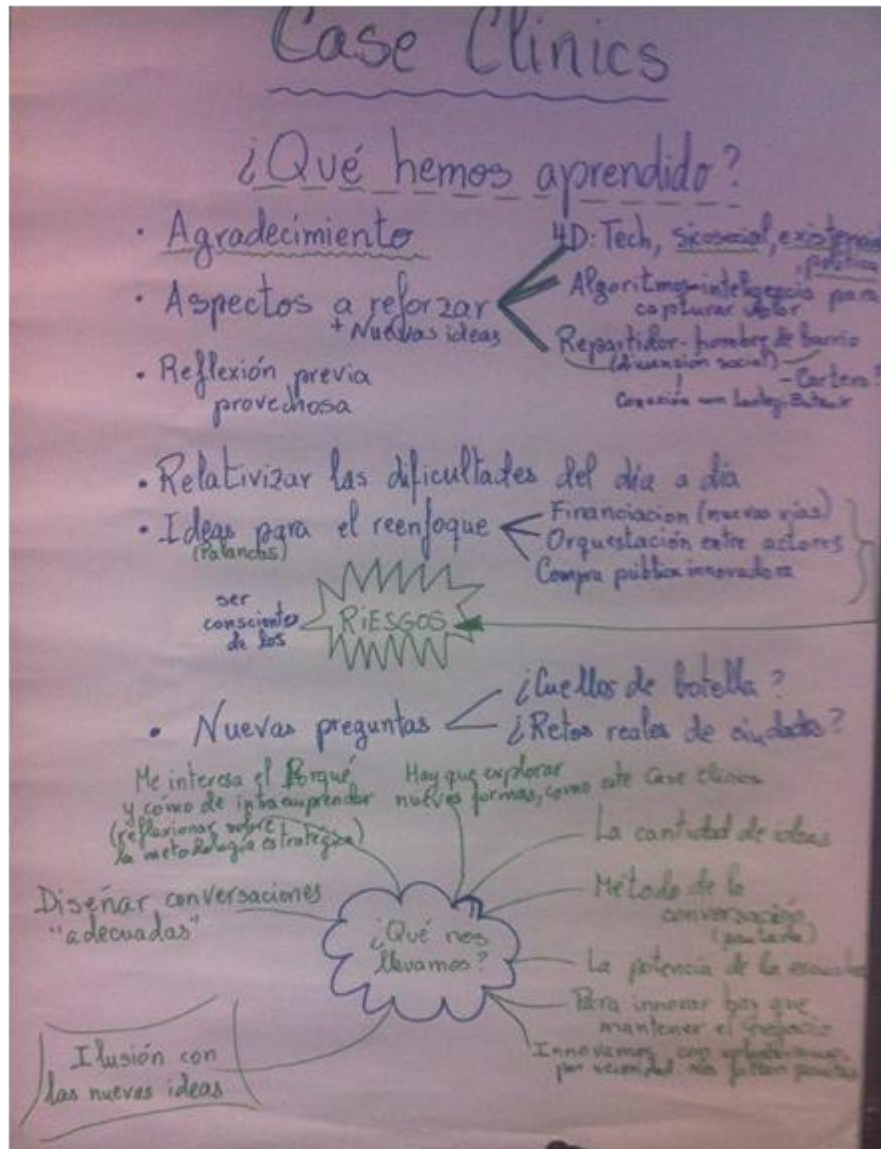 Case Clinics
¿Qué hemos aprendido?
• Agradecimiento
• Aspectos a reforzar
+ Nuevas ideas
4D: Tech, sicosocial, existencial
política
Algoritmos-inteligencia para
capturar valor
Repartidor-hombre de barrio
(dimensión social)
- Cartero?
Conexión con
• Reflexión previa
provechosa
• Relativizar las dificultades del día a día
• Ideas para el reenfoque
(Palancas)
Financiacion (nuevas vías)
Orquestación entre actores
Compra pública innovadora
ser
consciente
de los
RIESGOS
• Nuevas preguntas
¿Cuellos de botella?
¿Retos reales de ciudades?
Me interesa el Porqué
y cómo de intraemprender
(reflexionar sobre
la metodología estratégica)
Hay que explorar
nuevas formas, como este Case Clinics
La cantidad de ideas
Método de la
conversación
(pautada)
Diseñar conversaciones
"adecuadas"
¿Qué nos
llevamos?
La potencia de la escucha
Para innovar hay que
mantener el negocio
Innovamos con
por necesidad
Ilusión con
las nuevas ideas